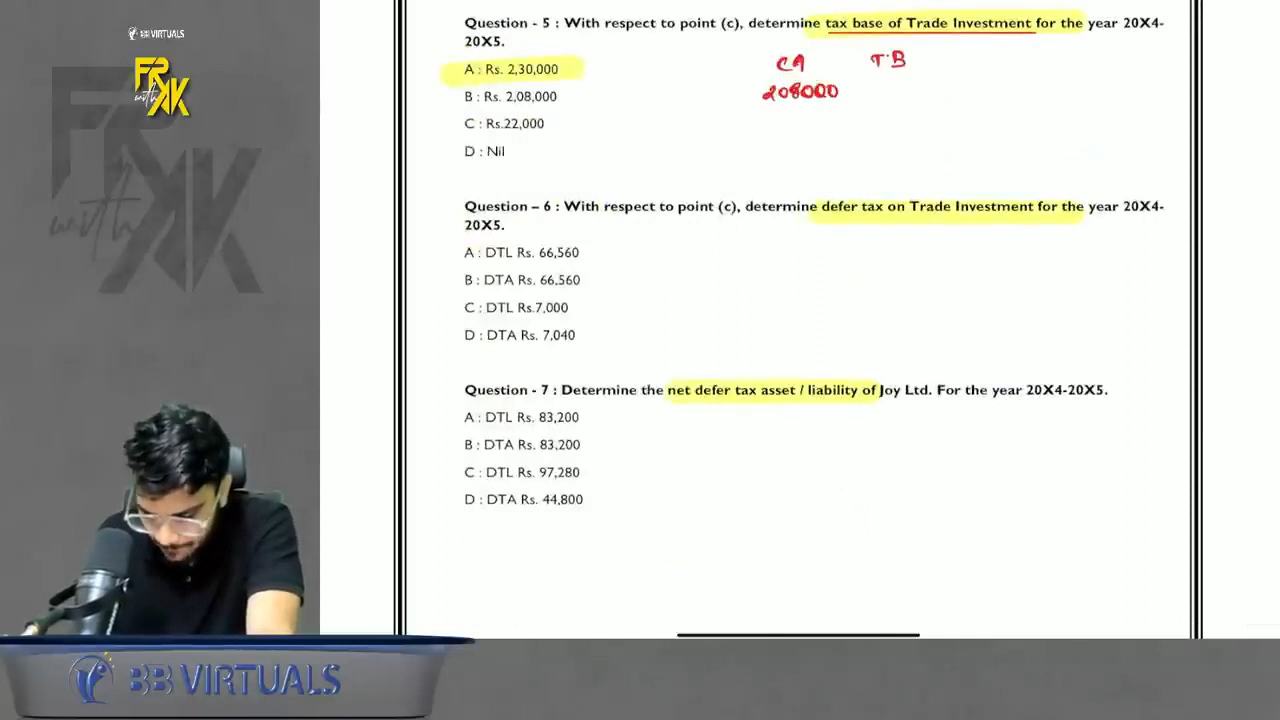 BB VIRTUALS
FR
with
KK
FR
with
KK
Question - 5 : With respect to point (c), determine tax base of Trade Investment for the year 20X4-
20X5.
CA T.B
A : Rs. 2,30,000
208000
B : Rs. 2,08,000
C : Rs.22,000
D : Nil
Question – 6 : With respect to point (c), determine defer tax on Trade Investment for the year 20X4-
20X5.
A : DTL Rs. 66,560
B : DTA Rs. 66,560
C : DTL Rs.7,000
D : DTA Rs. 7,040
Question - 7 : Determine the net defer tax asset / liability of Joy Ltd. For the year 20X4-20X5.
A : DTL Rs. 83,200
B : DTA Rs. 83,200
C : DTL Rs. 97,280
D : DTA Rs. 44,800
BB VIRTUALS